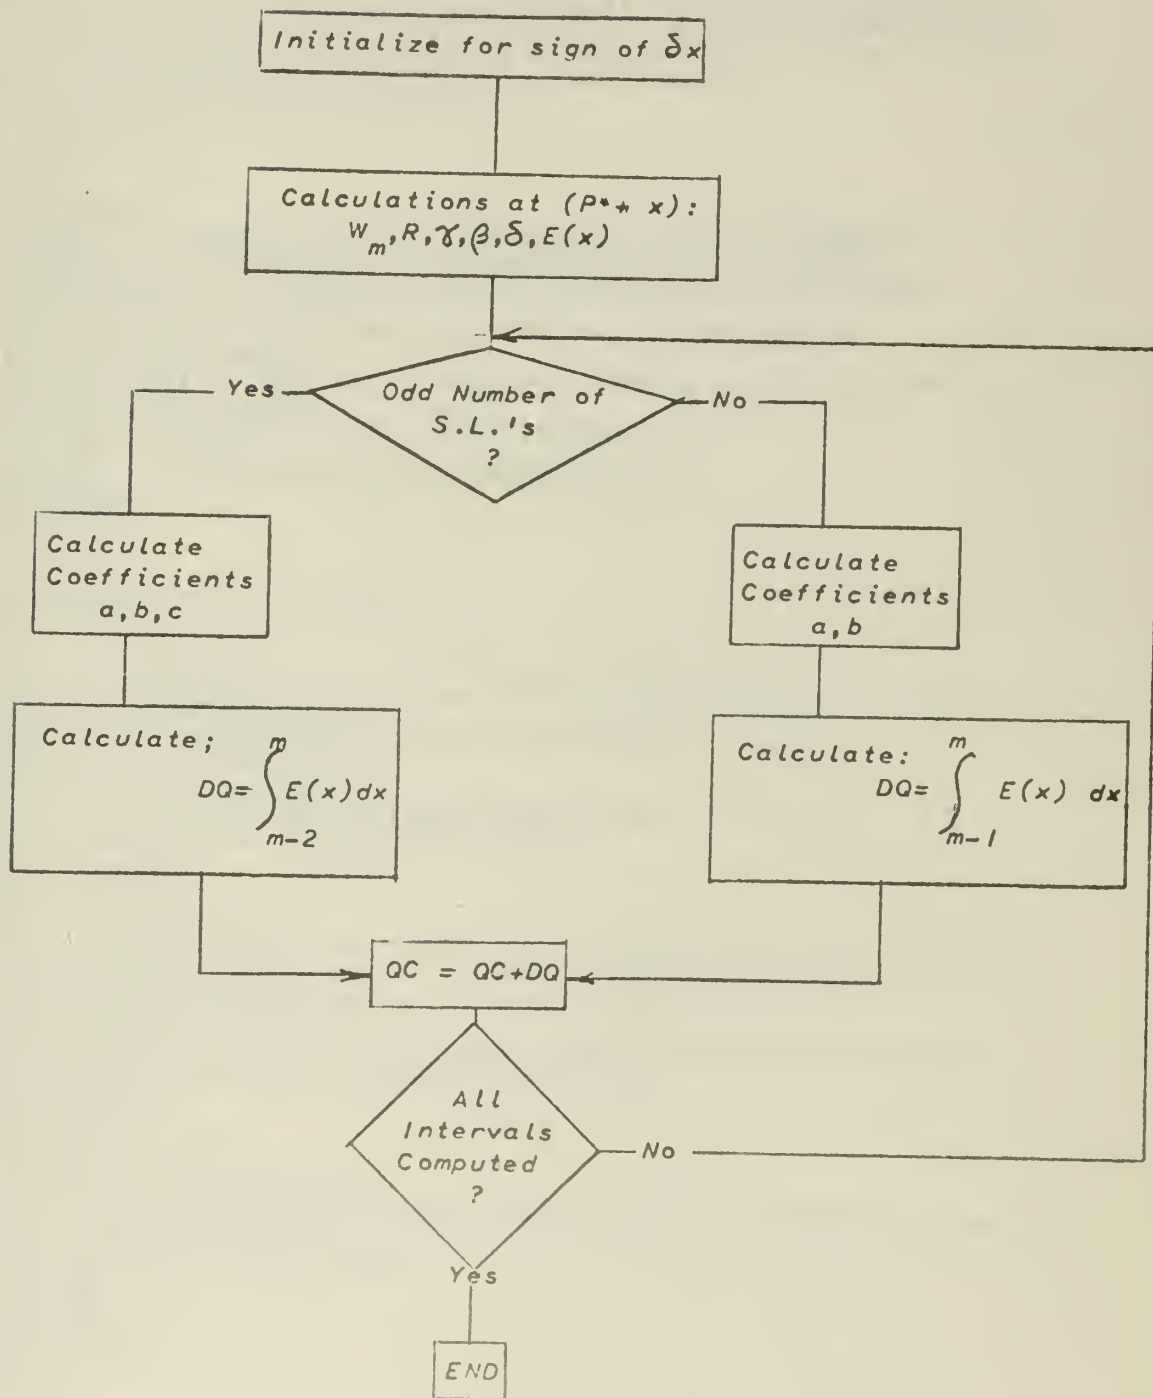 Initialize for sign of δx
Calculations at (P*+ x):
W_m, R, γ, β, δ, E(x)
Yes
Odd Number of
S.L.'s
?
No
Calculate
Coefficients
a, b, c
Calculate
Coefficients
a, b
Calculate;
DQ= ∫_{m-2}^{m} E(x)dx
Calculate:
DQ= ∫_{m-1}^{m} E(x) dx
QC = QC+DQ
All
Intervals
Computed
?
No
Yes
END